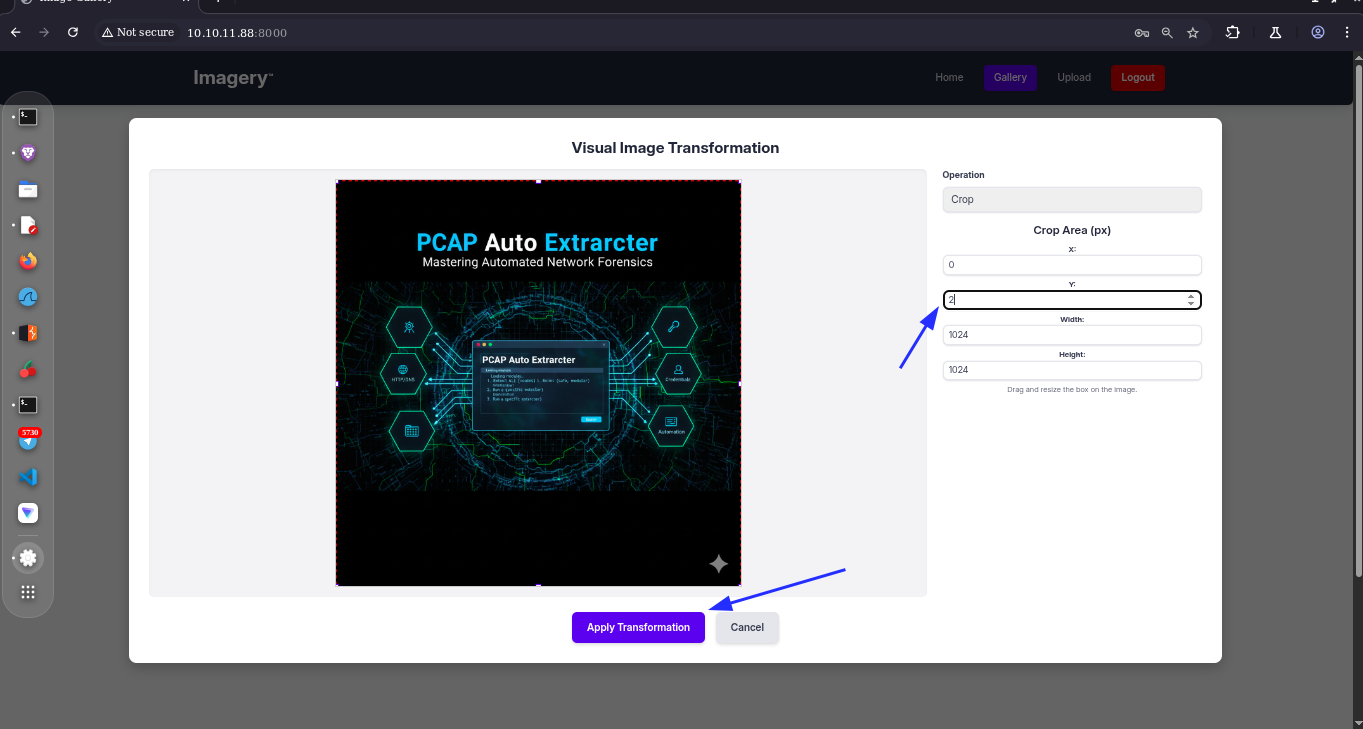 Not secure 10.10.11.88:8000
Imagery™
Home Gallery Upload Logout
Visual Image Transformation
Operation
Crop
Crop Area (px)
X:
0
Y:
2
Width:
1024
Height:
1024
Drag and resize the box on the image.
PCAP Auto Extrarcter
Mastering Automated Network Forensics
PCAP Auto Extrarcter
HTTP/DNS
Credentials
Automation
5730
Apply Transformation Cancel